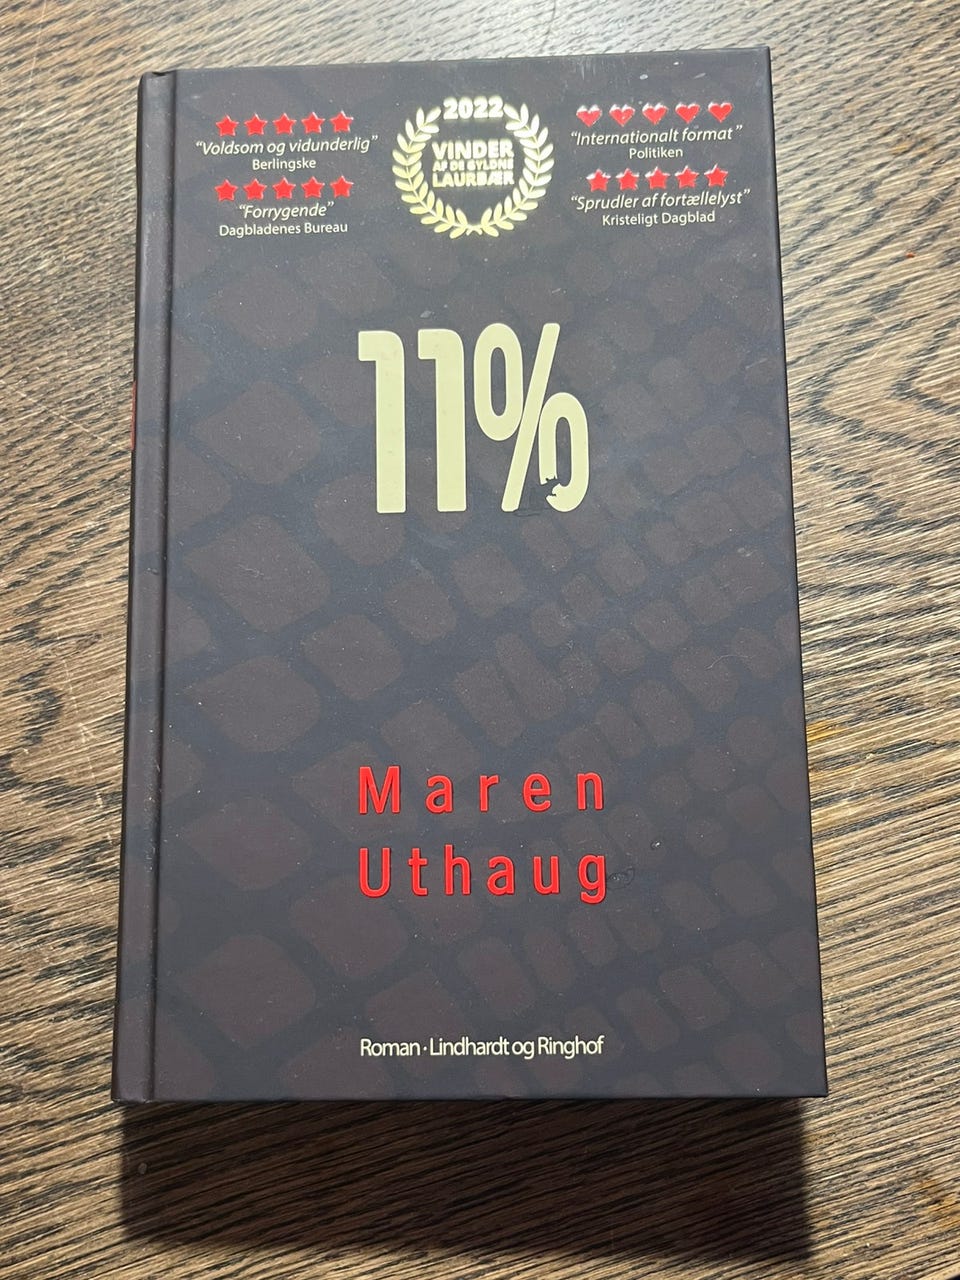 "Voldsom og vidunderlig"
Berlingske
"Forrygende"
Dagbladenes Bureau
2022
VINDER
AF DE GYLDNE
LAURBÆR
"Internationalt format"
Politiken
"Sprudler af fortællelyst"
Kristeligt Dagblad
11%
Maren
Uthaug
Roman · Lindhardt og Ringhof